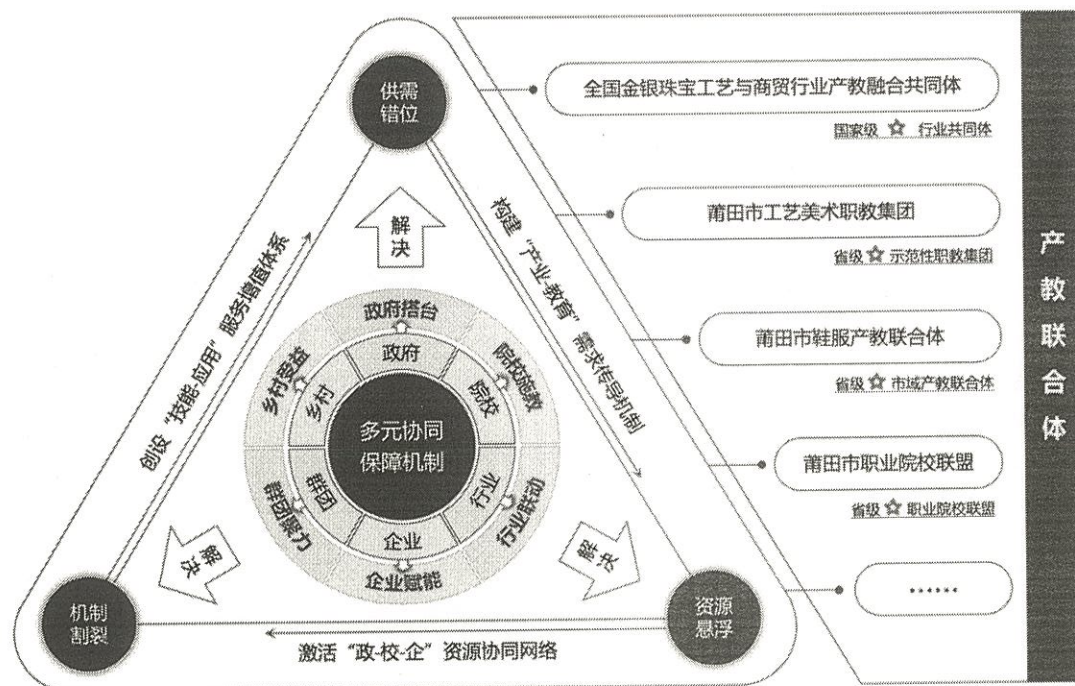 供需
错位
全国金银珠宝工艺与商贸行业产教融合共同体
国家级 ☆ 行业共同体
莆田市工艺美术职教集团
省级 ☆ 示范性职教集团
莆田市鞋服产教联合体
省级 ☆ 市域产教联合体
莆田市职业院校联盟
省级 ☆ 职业院校联盟
……
产教联合体
创设“技能-应用”服务增值体系
构建“产业-教育”需求传导机制
解决
政府搭台
院校施教
行业联动
企业赋能
群团聚力
乡村受益
政府
院校
行业
企业
群团
乡村
多元协同
保障机制
解决
解决
机制
割裂
资源
悬浮
激活“政-校-企”资源协同网络